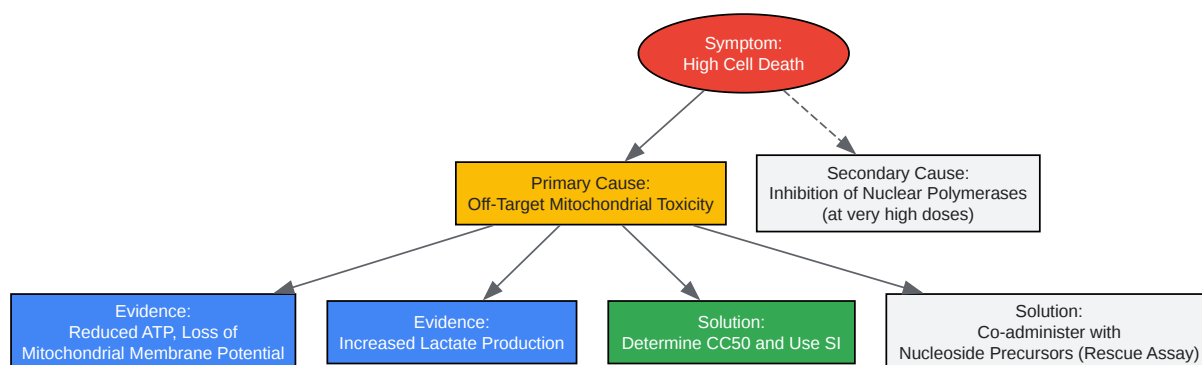 Symptom:
High Cell Death
Primary Cause:
Off-Target Mitochondrial Toxicity
Secondary Cause:
Inhibition of Nuclear Polymerases
(at very high doses)
Evidence:
Reduced ATP, Loss of
Mitochondrial Membrane Potential
Evidence:
Increased Lactate Production
Solution:
Determine CC50 and Use SI
Solution:
Co-administer with
Nucleoside Precursors (Rescue Assay)